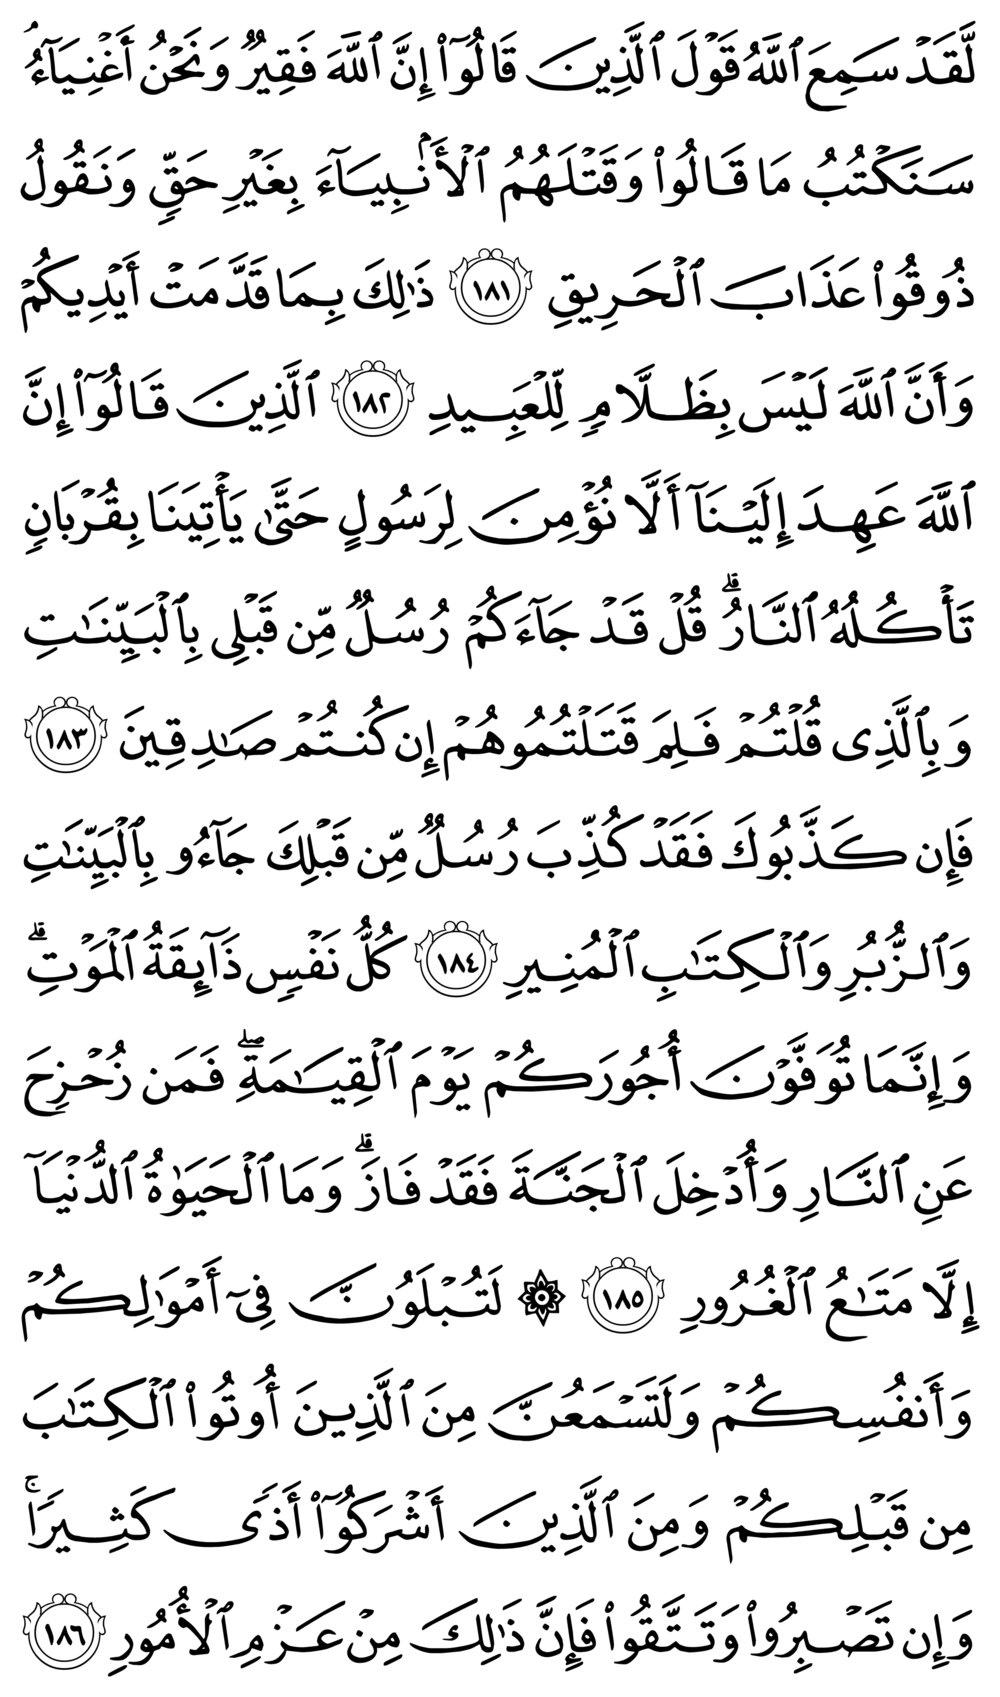 لَّقَدۡ سَمِعَ ٱللَّهُ قَوۡلَ ٱلَّذِينَ قَالُوٓاْ إِنَّ ٱللَّهَ فَقِيرٞ وَنَحۡنُ أَغۡنِيَآءُۘ
سَنَكۡتُبُ مَا قَالُواْ وَقَتۡلَهُمُ ٱلۡأَنۢبِيَآءَ بِغَيۡرِ حَقّٖ وَنَقُولُ
ذُوقُواْ عَذَابَ ٱلۡحَرِيقِ ١٨١ ذَٰلِكَ بِمَا قَدَّمَتۡ أَيۡدِيكُمۡ
وَأَنَّ ٱللَّهَ لَيۡسَ بِظَلَّامٖ لِّلۡعَبِيدِ ١٨٢ ٱلَّذِينَ قَالُوٓاْ إِنَّ
ٱللَّهَ عَهِدَ إِلَيۡنَآ أَلَّا نُؤۡمِنَ لِرَسُولٍ حَتَّىٰ يَأۡتِيَنَا بِقُرۡبَانٖ
تَأۡكُلُهُ ٱلنَّارُۗ قُلۡ قَدۡ جَآءَكُمۡ رُسُلٞ مِّن قَبۡلِي بِٱلۡبَيِّنَٰتِ
وَبِٱلَّذِي قُلۡتُمۡ فَلِمَ قَتَلۡتُمُوهُمۡ إِن كُنتُمۡ صَٰدِقِينَ ١٨٣
فَإِن كَذَّبُوكَ فَقَدۡ كُذِّبَ رُسُلٞ مِّن قَبۡلِكَ جَآءُو بِٱلۡبَيِّنَٰتِ
وَٱلزُّبُرِ وَٱلۡكِتَٰبِ ٱلۡمُنِيرِ ١٨٤ كُلُّ نَفۡسٖ ذَآئِقَةُ ٱلۡمَوۡتِۗ
وَإِنَّمَا تُوَفَّوۡنَ أُجُورَكُمۡ يَوۡمَ ٱلۡقِيَٰمَةِۖ فَمَن زُحۡزِحَ
عَنِ ٱلنَّارِ وَأُدۡخِلَ ٱلۡجَنَّةَ فَقَدۡ فَازَۗ وَمَا ٱلۡحَيَوٰةُ ٱلدُّنۡيَآ
إِلَّا مَتَٰعُ ٱلۡغُرُورِ ١٨٥ ۞ لَتُبۡلَوُنَّ فِيٓ أَمۡوَٰلِكُمۡ
وَأَنفُسِكُمۡ وَلَتَسۡمَعُنَّ مِنَ ٱلَّذِينَ أُوتُواْ ٱلۡكِتَٰبَ
مِن قَبۡلِكُمۡ وَمِنَ ٱلَّذِينَ أَشۡرَكُوٓاْ أَذٗى كَثِيرٗاۚ
وَإِن تَصۡبِرُواْ وَتَتَّقُواْ فَإِنَّ ذَٰلِكَ مِنۡ عَزۡمِ ٱلۡأُمُورِ ١٨٦